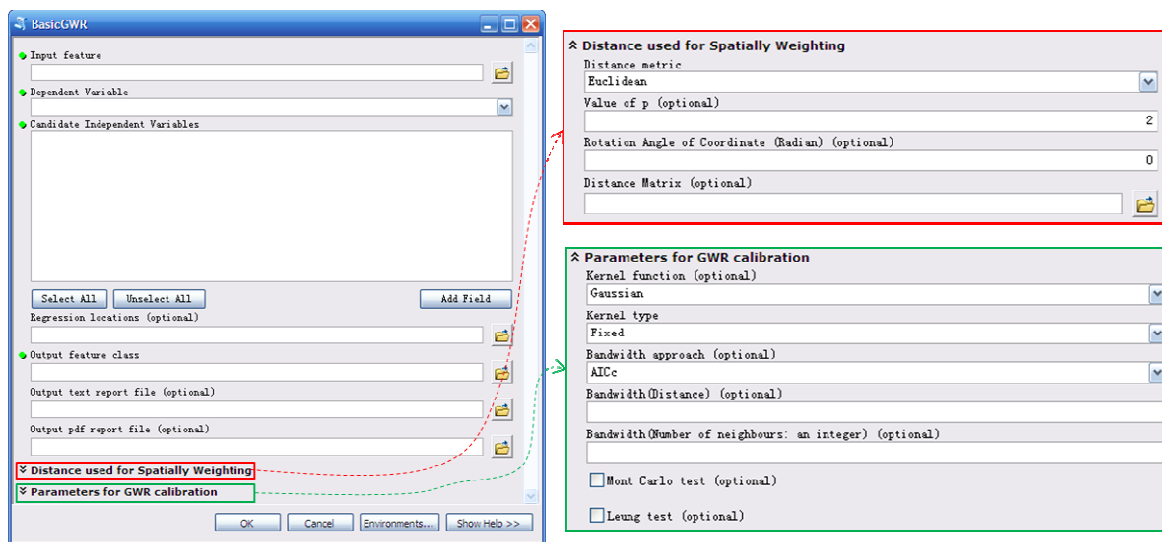 BasicGWR
Input feature
Dependent Variable
Candidate Independent Variables
Select All
Unselect All
Add Field
Regression locations (optional)
Output feature class
Output text report file (optional)
Output pdf report file (optional)
Distance used for Spatially Weighting
Parameters for GWR calibration
OK
Cancel
Environments...
Show Help >>
Distance used for Spatially Weighting
Distance metric
Euclidean
Value of p (optional)
2
Rotation Angle of Coordinate (Radian) (optional)
0
Distance Matrix (optional)
Parameters for GWR calibration
Kernel function (optional)
Gaussian
Kernel type
Fixed
Bandwidth approach (optional)
AICc
Bandwidth(Distance) (optional)
Bandwidth(Number of neighbours: an integer) (optional)
Mont Carlo test (optional)
Leung test (optional)